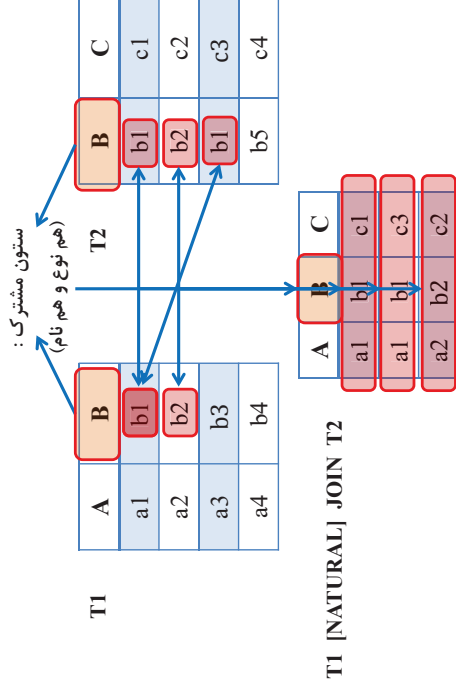 ستون مشترک :
(هم نوع و هم نام)
T1
A B
a1 b1
a2 b2
a3 b3
a4 b4
T2
B C
b1 c1
b2 c2
b1 c3
b5 c4
T1 [NATURAL] JOIN T2
A B C
a1 b1 c1
a1 b1 c3
a2 b2 c2